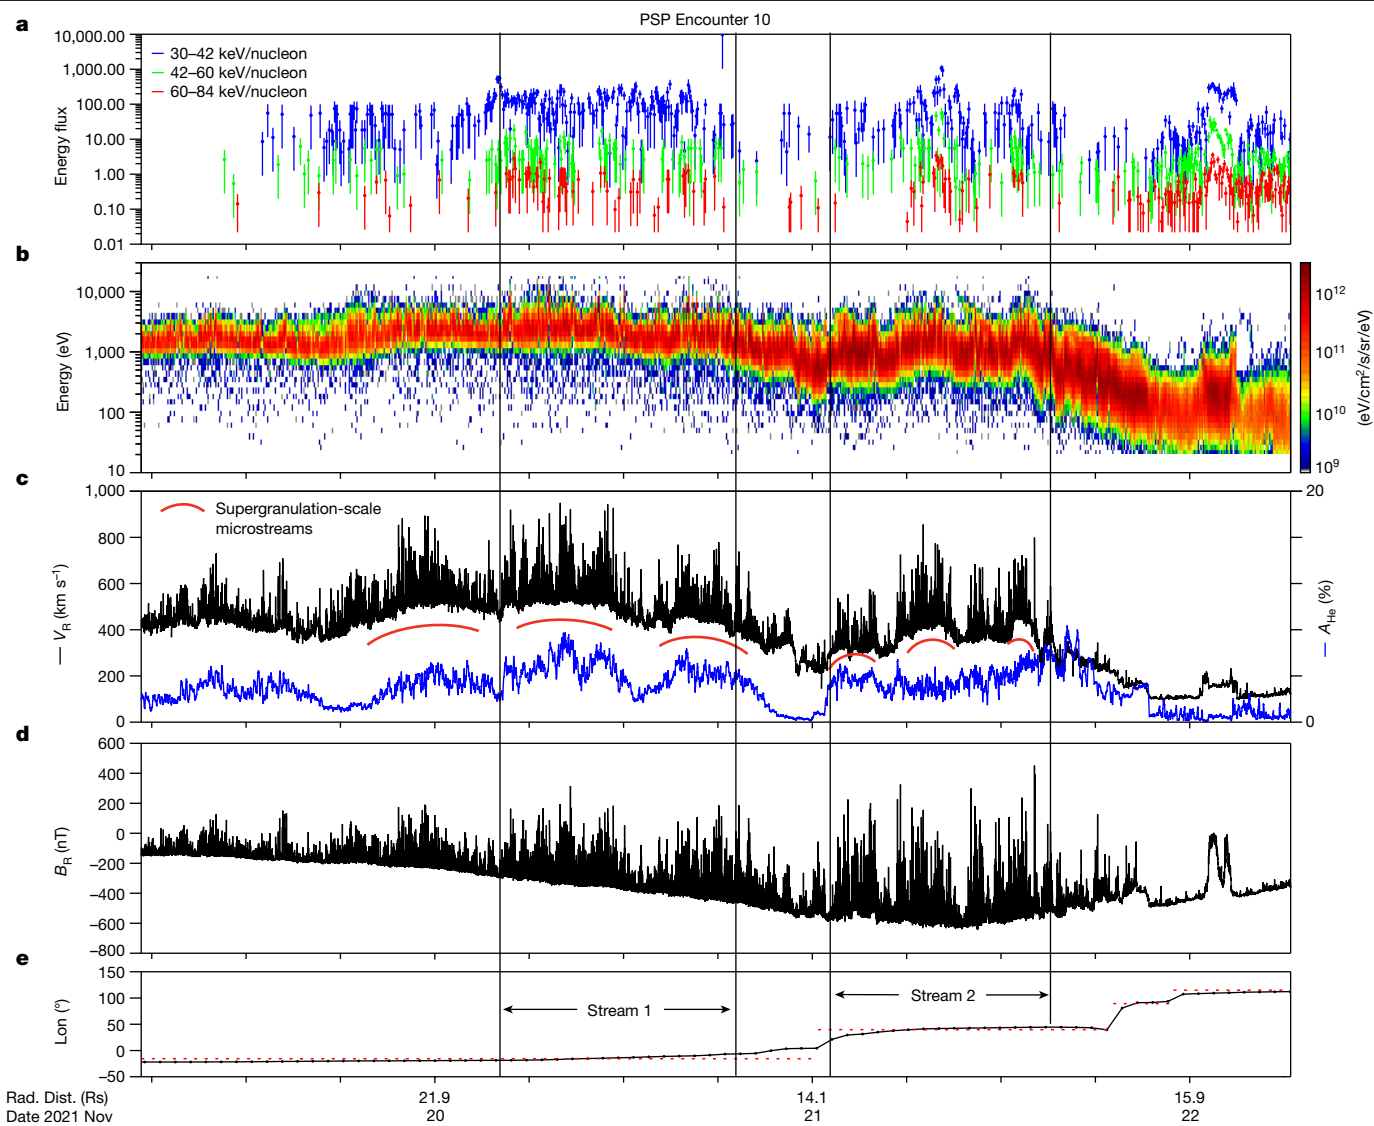 PSP Encounter 10
a
10,000.00
1,000.00
100.00
10.00
1.00
0.10
0.01
Energy flux
30–42 keV/nucleon
42–60 keV/nucleon
60–84 keV/nucleon
b
10,000
1,000
100
10
Energy (eV)
10¹²
10¹¹
10¹⁰
10⁹
(eV/cm²/s/sr/eV)
c
1,000
800
600
400
200
0
— V_R (km s⁻¹)
Supergranulation-scale
microstreams
20
0
— A_He (%)
d
600
400
200
0
–200
–400
–600
–800
B_R (nT)
e
150
100
50
0
–50
Lon (°)
Stream 1
Stream 2
Rad. Dist. (Rs) 21.9 14.1 15.9
Date 2021 Nov 20 21 22